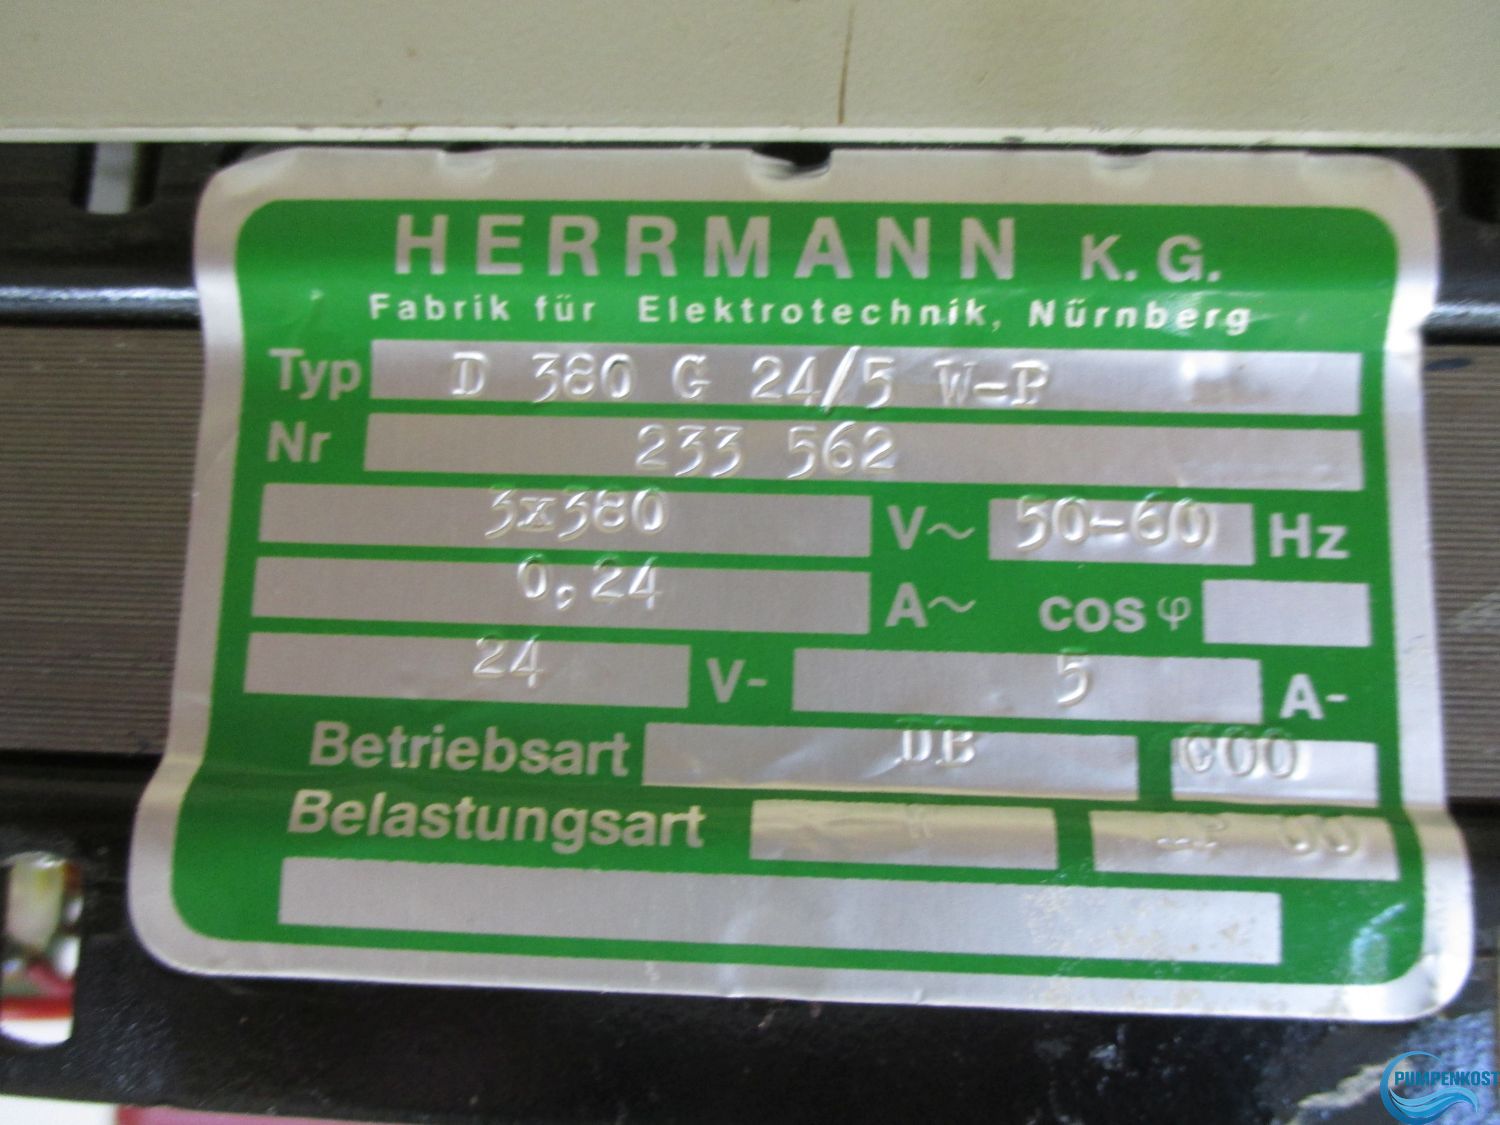 HERRMANN K. G.
Fabrik für Elektrotechnik, Nürnberg
Typ D 380 G 24/5 W-P
Nr 233 562
3x380 V~ 50-60 Hz
0,24 A~ cos φ
24 V- 5 A-
Betriebsart DB G00
Belastungsart
PUMPENKOST